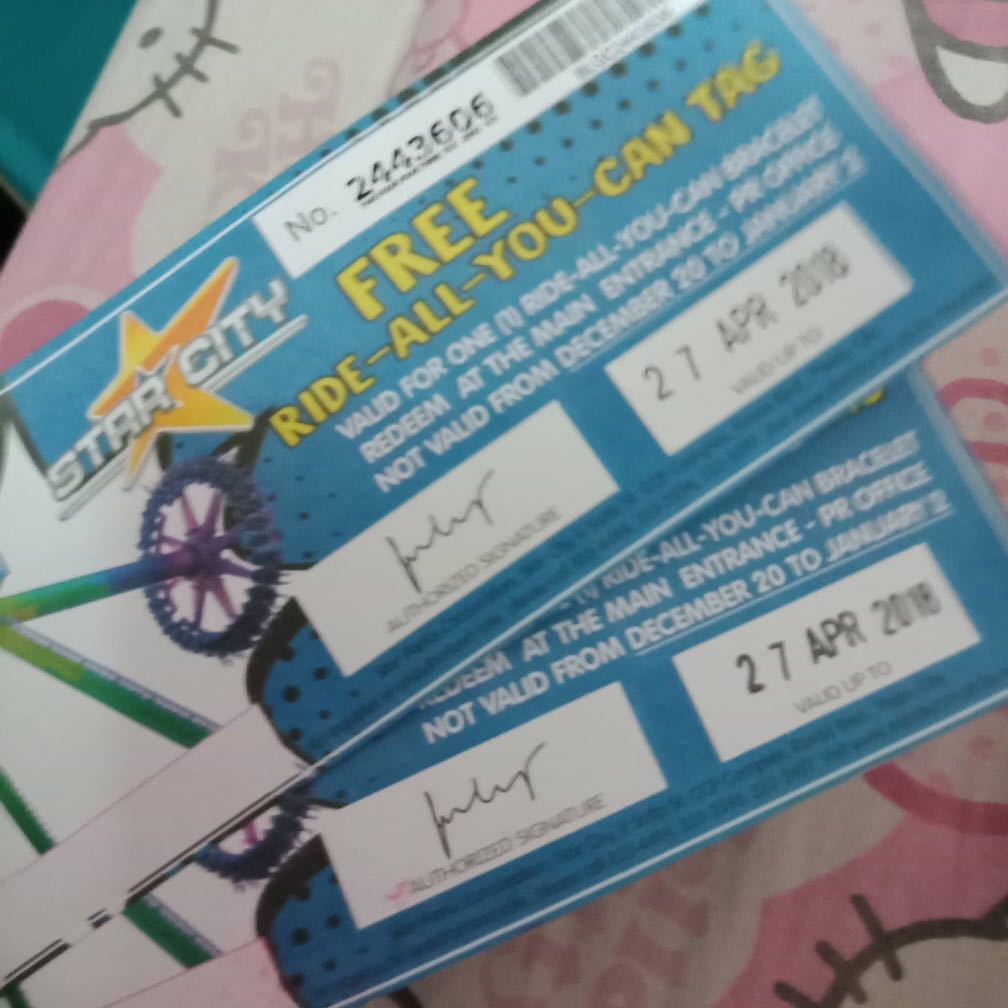 No. 2443606
STAR CITY
FREE
RIDE-ALL-YOU-CAN TAG
VALID FOR ONE (1) RIDE-ALL-YOU-CAN BRACELET
REDEEM AT THE MAIN ENTRANCE - PR OFFICE
NOT VALID FROM DECEMBER 20 TO JANUARY 2
27 APR 2018
VALID UP TO
AUTHORIZED SIGNATURE
RIDE-ALL-YOU-CAN BRACELET
REDEEM AT THE MAIN ENTRANCE - PR OFFICE
NOT VALID FROM DECEMBER 20 TO JANUARY 2
27 APR 2018
VALID UP TO
AUTHORIZED SIGNATURE